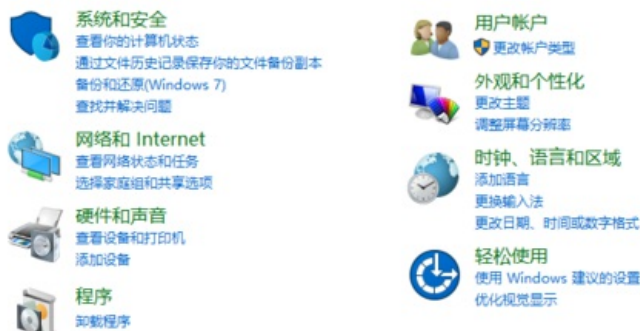 系统和安全
查看你的计算机状态
通过文件历史记录保存你的文件备份副本
备份和还原(Windows 7)
查找并解决问题
网络和 Internet
查看网络状态和任务
选择家庭组和共享选项
硬件和声音
查看设备和打印机
添加设备
程序
卸载程序
用户帐户
更改帐户类型
外观和个性化
更改主题
调整屏幕分辨率
时钟、语言和区域
添加语言
更换输入法
更改日期、时间或数字格式
轻松使用
使用 Windows 建议的设置
优化视觉显示